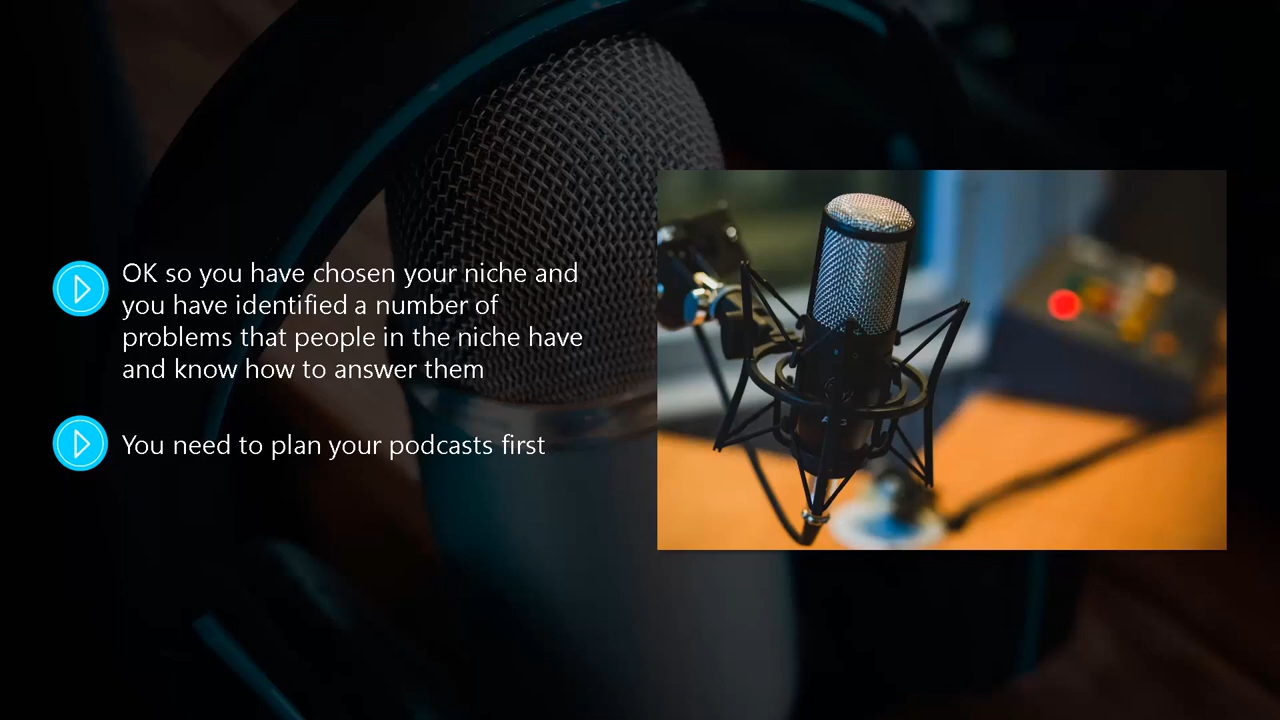 OK so you have chosen your niche and
you have identified a number of
problems that people in the niche have
and know how to answer them
You need to plan your podcasts first